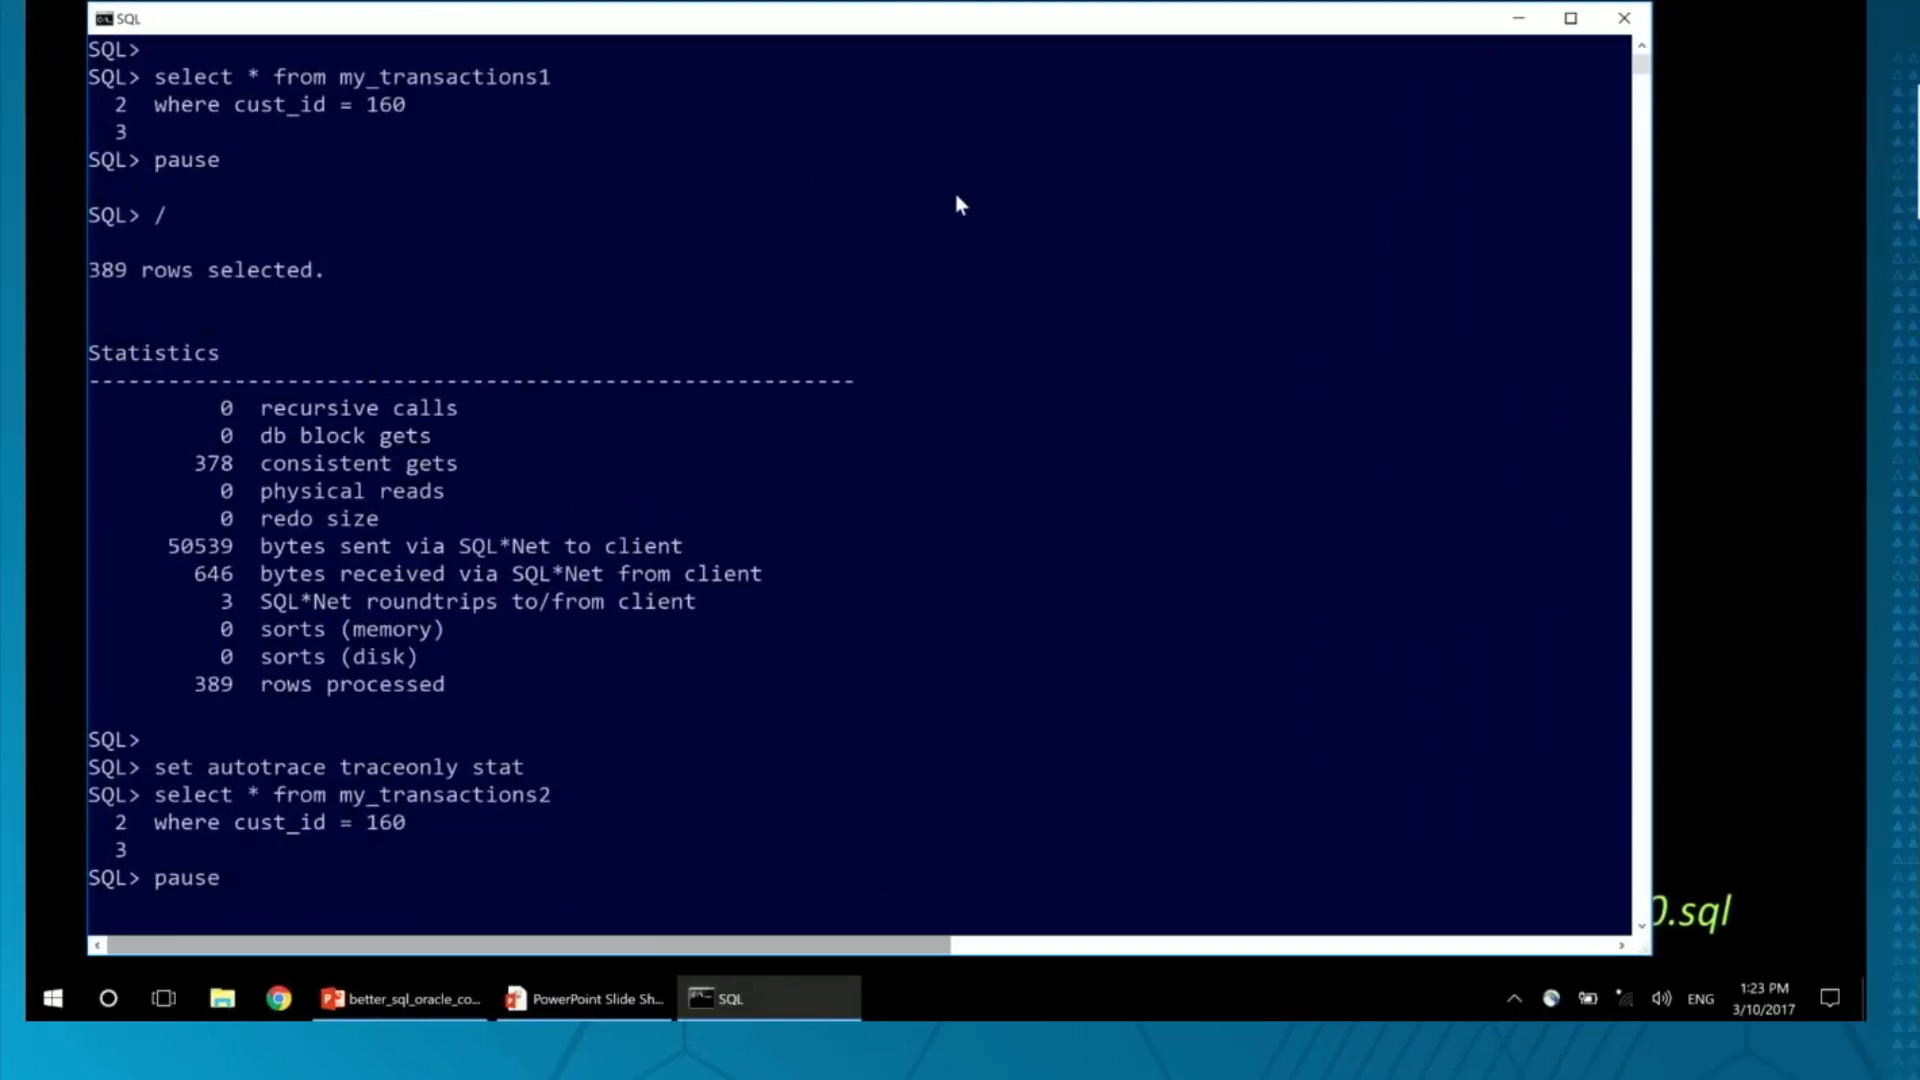 SQL
SQL>
SQL> select * from my_transactions1
2 where cust_id = 160
3
SQL> pause
SQL> /
389 rows selected.
Statistics
----------------------------------------------------------
0 recursive calls
0 db block gets
378 consistent gets
0 physical reads
0 redo size
50539 bytes sent via SQL*Net to client
646 bytes received via SQL*Net from client
3 SQL*Net roundtrips to/from client
0 sorts (memory)
0 sorts (disk)
389 rows processed
SQL>
SQL> set autotrace traceonly stat
SQL> select * from my_transactions2
2 where cust_id = 160
3
SQL> pause
0.sql
better_sql_oracle_co...
PowerPoint Slide Sh...
SQL
ENG
1:23 PM
3/10/2017